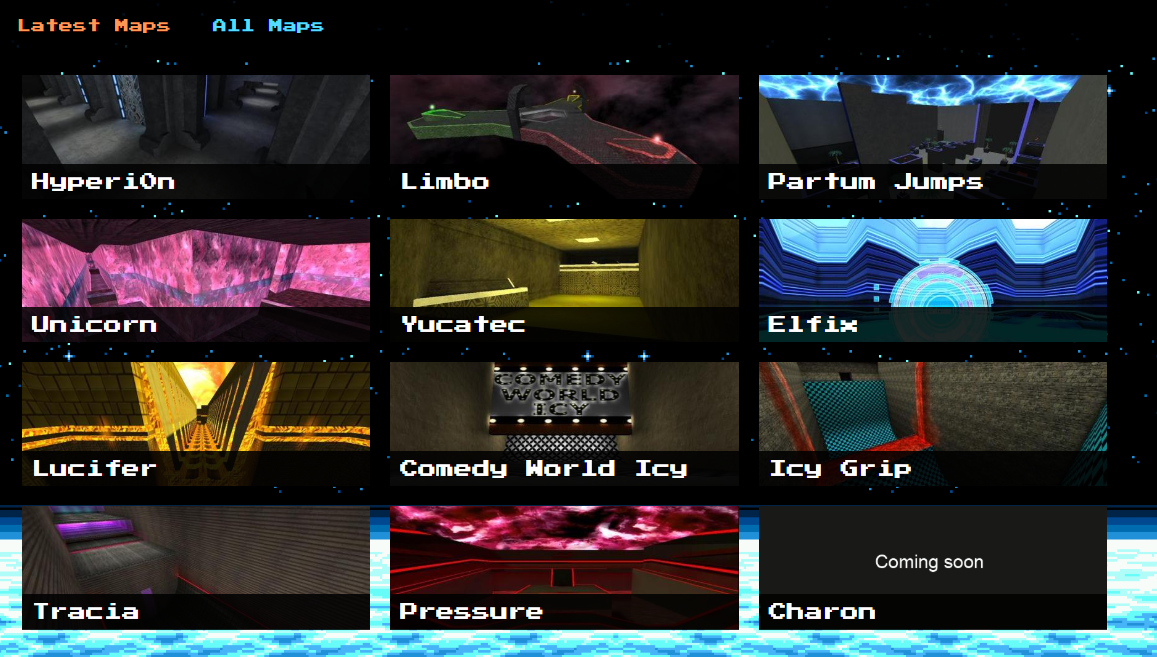 Latest Maps All Maps
Hyperi0n Limbo Partum Jumps
Unicorn Yucatec Elfix
COMEDY
WORLD
ICY
Lucifer Comedy World Icy Icy Grip
Coming soon
Tracia Pressure Charon